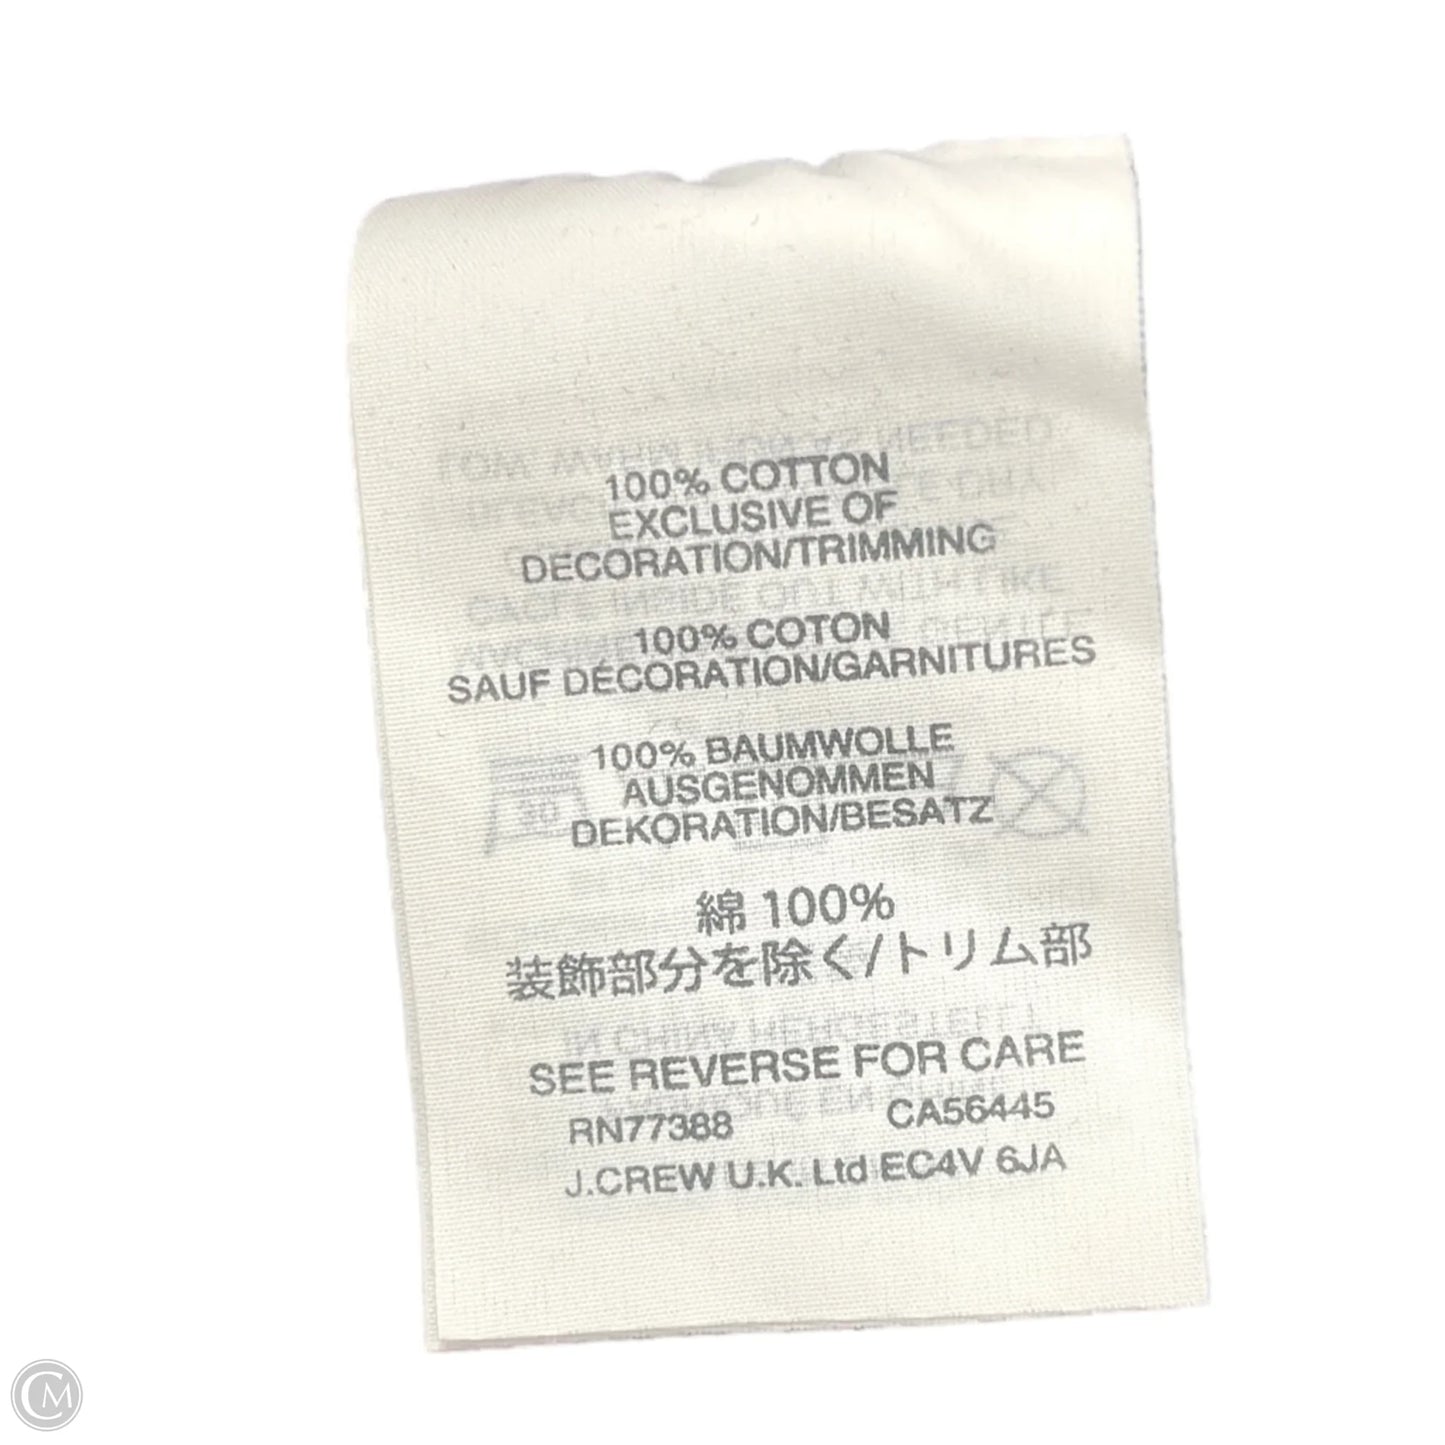 100% COTTON
EXCLUSIVE OF
DECORATION/TRIMMING
100% COTON
SAUF DÉCORATION/GARNITURES
100% BAUMWOLLE
AUSGENOMMEN
DEKORATION/BESATZ
綿 100%
装飾部分を除く/トリム部
SEE REVERSE FOR CARE
RN77388 CA56445
J.CREW U.K. Ltd EC4V 6JA
CM